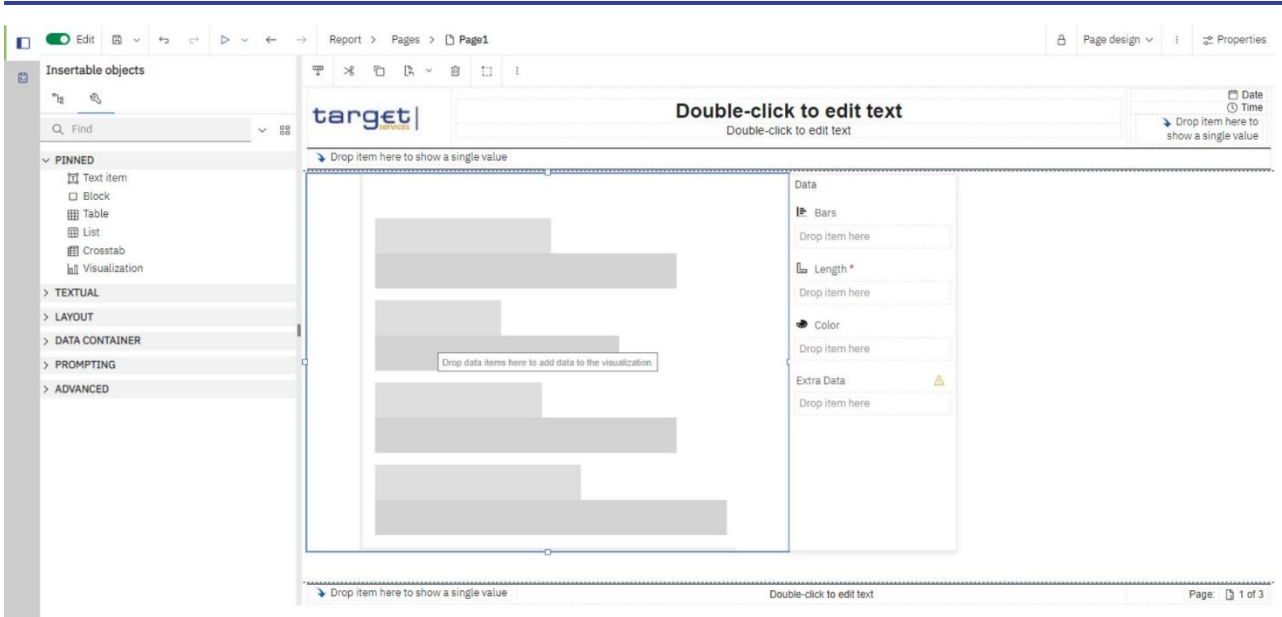 Edit
Report > Pages > Page1
Page design
Properties
Insertable objects
Find
PINNED
Text item
Block
Table
List
Crosstab
Visualization
TEXTUAL
LAYOUT
DATA CONTAINER
PROMPTING
ADVANCED
target
services
Double-click to edit text
Double-click to edit text
Date
Time
Drop item here to
show a single value
Drop item here to show a single value
Drop data items here to add data to the visualization.
Data
Bars
Drop item here
Length *
Drop item here
Color
Drop item here
Extra Data
Drop item here
Drop item here to show a single value
Double-click to edit text
Page: 1 of 3